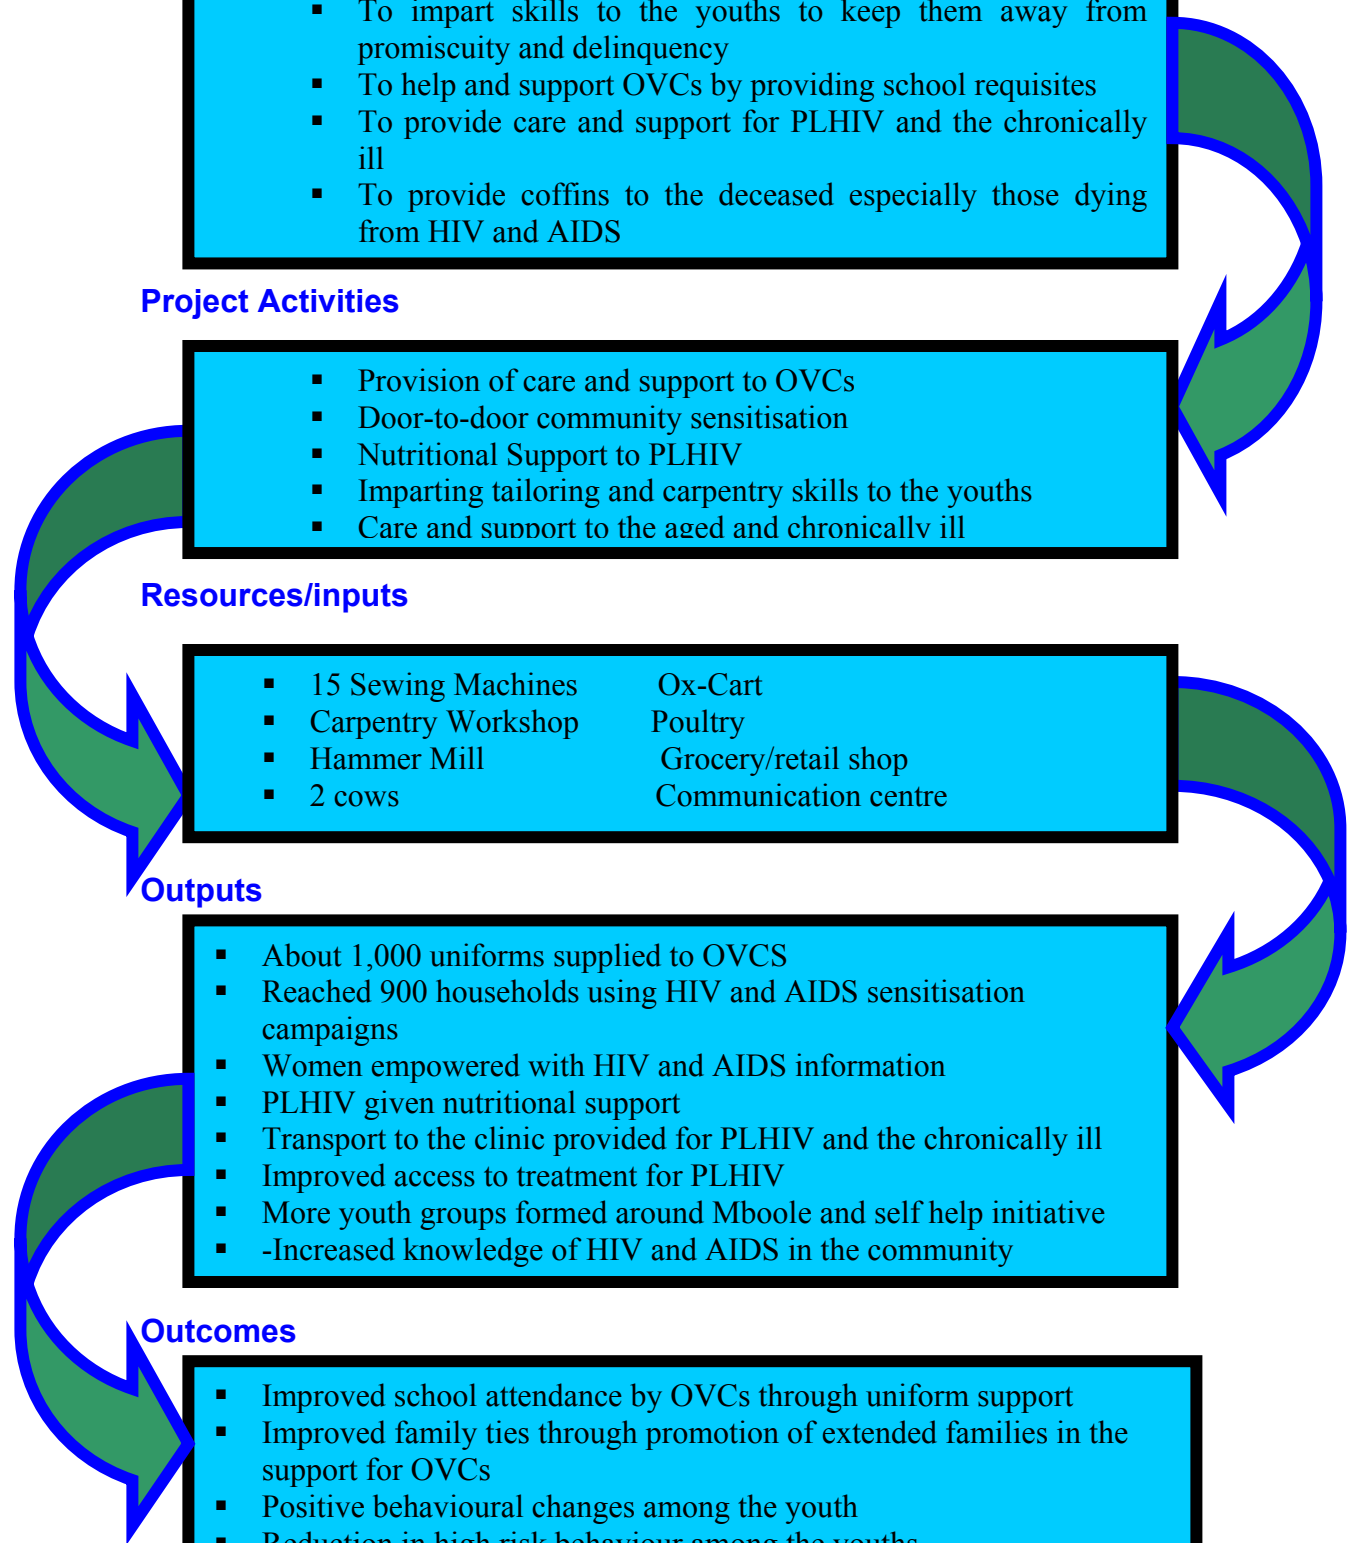 ▪ To impart skills to the youths to keep them away from
promiscuity and delinquency
▪ To help and support OVCs by providing school requisites
▪ To provide care and support for PLHIV and the chronically
ill
▪ To provide coffins to the deceased especially those dying
from HIV and AIDS
Project Activities
▪ Provision of care and support to OVCs
▪ Door-to-door community sensitisation
▪ Nutritional Support to PLHIV
▪ Imparting tailoring and carpentry skills to the youths
▪ Care and support to the aged and chronically ill
Resources/inputs
▪ 15 Sewing Machines Ox-Cart
▪ Carpentry Workshop Poultry
▪ Hammer Mill Grocery/retail shop
▪ 2 cows Communication centre
Outputs
▪ About 1,000 uniforms supplied to OVCS
▪ Reached 900 households using HIV and AIDS sensitisation
campaigns
▪ Women empowered with HIV and AIDS information
▪ PLHIV given nutritional support
▪ Transport to the clinic provided for PLHIV and the chronically ill
▪ Improved access to treatment for PLHIV
▪ More youth groups formed around Mboole and self help initiative
▪ -Increased knowledge of HIV and AIDS in the community
Outcomes
▪ Improved school attendance by OVCs through uniform support
▪ Improved family ties through promotion of extended families in the
support for OVCs
▪ Positive behavioural changes among the youth
▪ Reduction in high risk behaviour among the youths